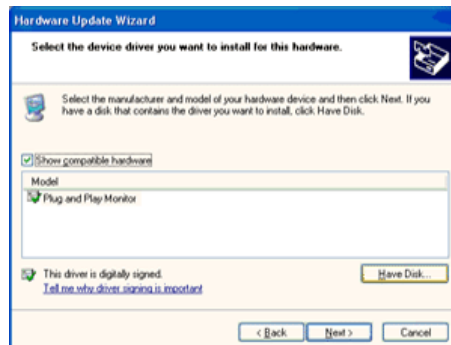 Hardware Update Wizard
Select the device driver you want to install for this hardware.
Select the manufacturer and model of your hardware device and then click Next. If you
have a disk that contains the driver you want to install, click Have Disk.
Show compatible hardware
Model
Plug and Play Monitor
This driver is digitally signed.
Tell me why driver signing is important
Have Disk...
< Back
Next >
Cancel